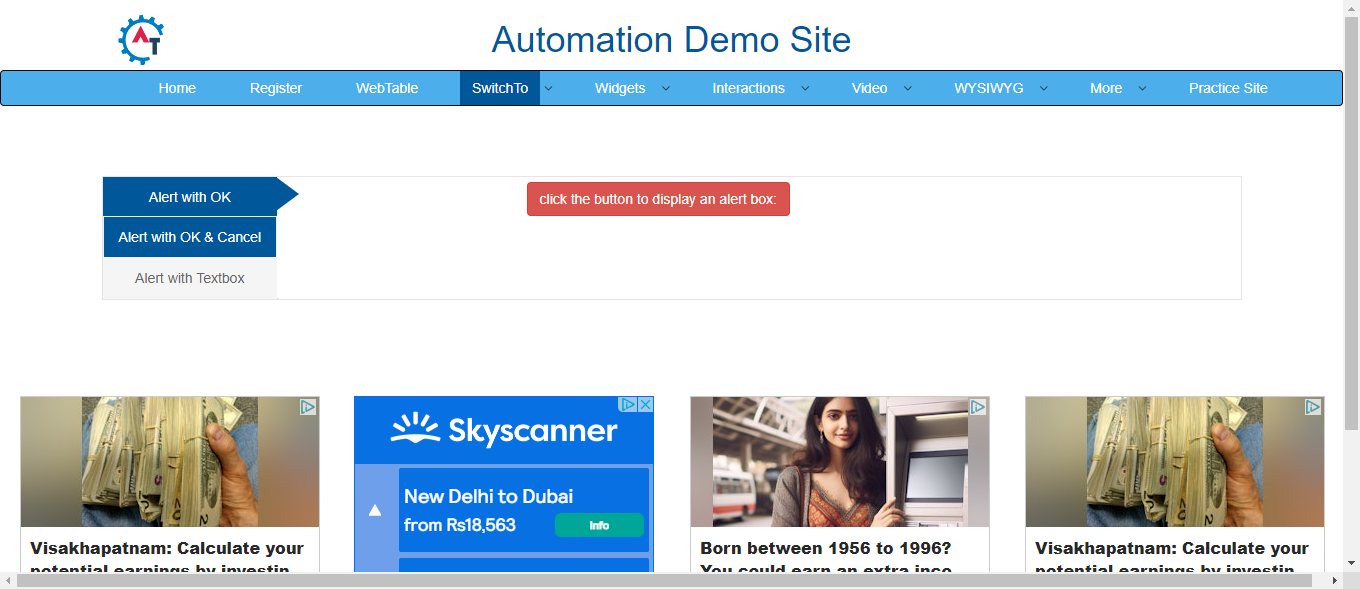 AT
Automation Demo Site
Home Register WebTable SwitchTo Widgets Interactions Video WYSIWYG More Practice Site
Alert with OK
click the button to display an alert box:
Alert with OK & Cancel
Alert with Textbox
Skyscanner
New Delhi to Dubai
from Rs18,563
Info
Visakhapatnam: Calculate your
potential earnings by investin
Born between 1956 to 1996?
You could earn an extra inco
Visakhapatnam: Calculate your
potential earnings by investin